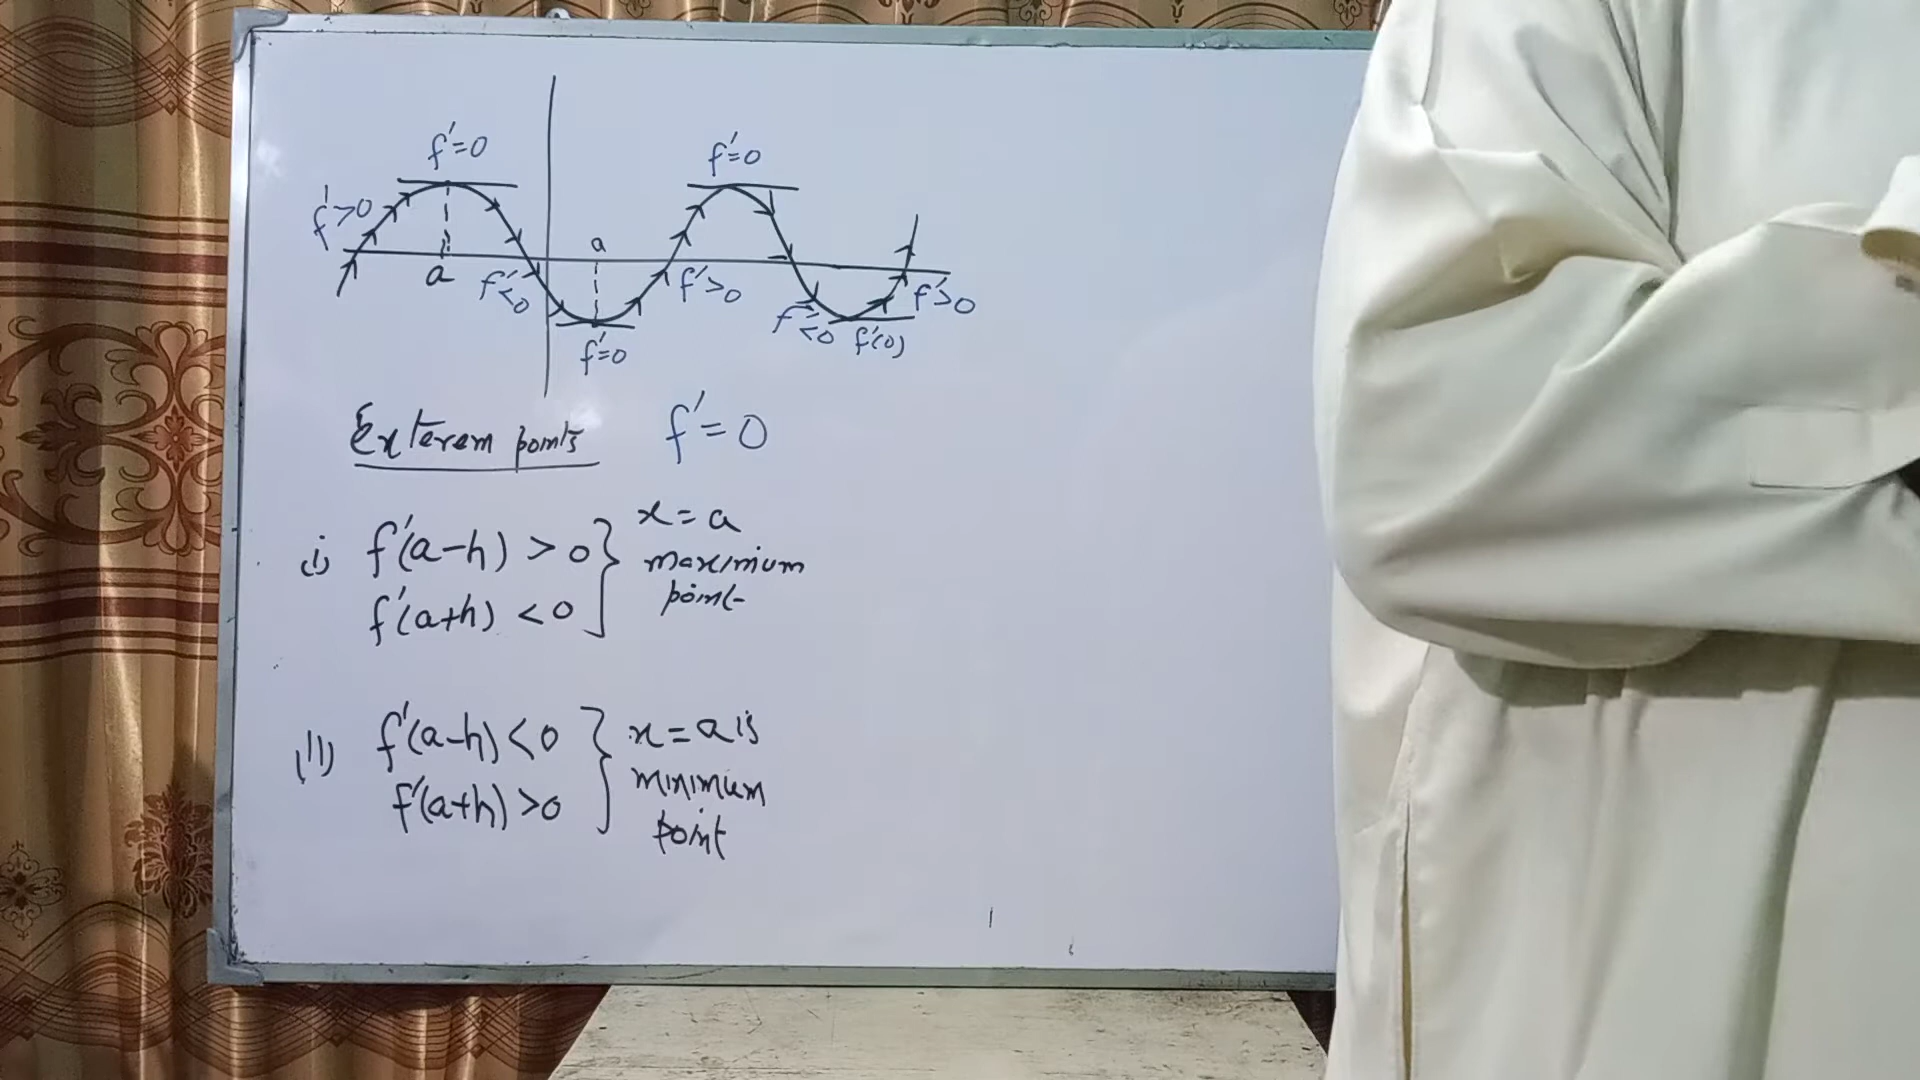 f'=0
f'=0
f'>0
a
a
f'<0
f'>0
f'<0
f'(0)
f'>0
f'=0
Exterem points f'=0
(i) f'(a-h) > 0 } x = a
f'(a+h) < 0 maximum
point
(ii) f'(a-h) < 0 } x = a is
f'(a+h) > 0 minimum
point